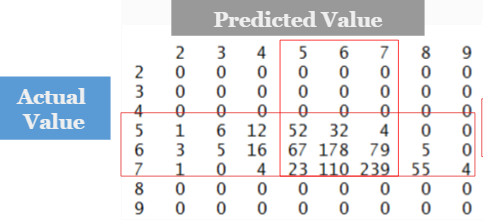 Predicted Value
Actual
Value
2 3 4 5 6 7 8 9
2 0 0 0 0 0 0 0 0
3 0 0 0 0 0 0 0 0
4 0 0 0 0 0 0 0 0
5 1 6 12 52 32 4 0 0
6 3 5 16 67 178 79 5 0
7 1 0 4 23 110 239 55 4
8 0 0 0 0 0 0 0 0
9 0 0 0 0 0 0 0 0